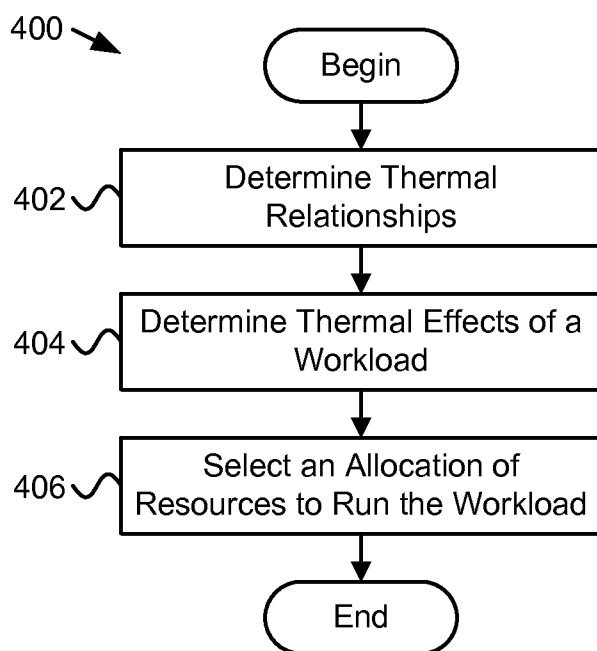 400
Begin
402
Determine Thermal
Relationships
404
Determine Thermal Effects of a
Workload
406
Select an Allocation of
Resources to Run the Workload
End